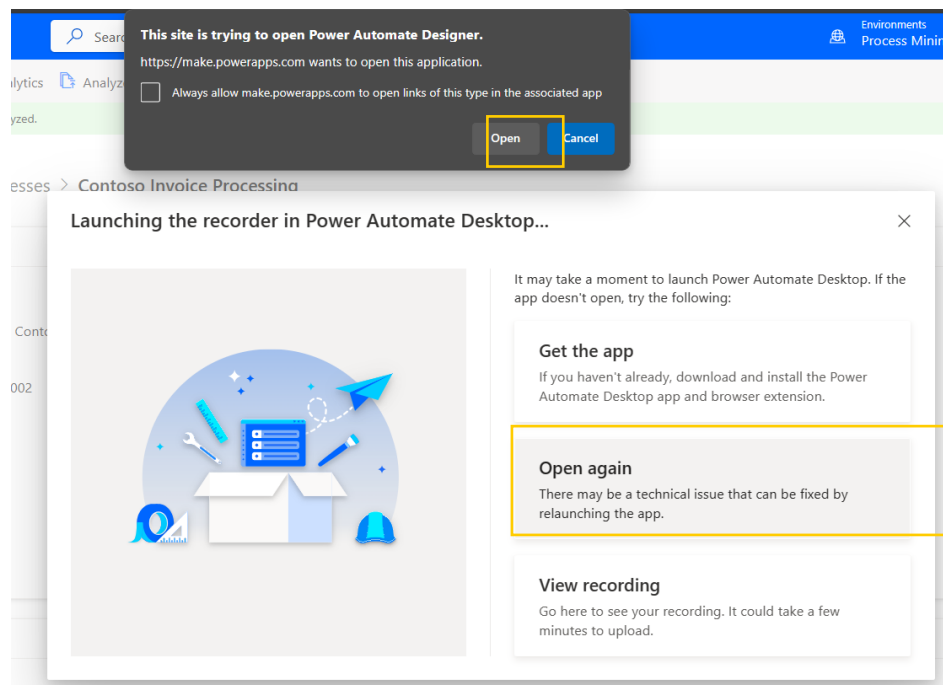 This site is trying to open Power Automate Designer.
https://make.powerapps.com wants to open this application.
Always allow make.powerapps.com to open links of this type in the associated app
Open
Cancel
Sear
Environments
Process Minin
lytics
Analyz
yzed.
esses > Contoso Invoice Processing
Conto
002
Launching the recorder in Power Automate Desktop...
It may take a moment to launch Power Automate Desktop. If the
app doesn't open, try the following:
Get the app
If you haven't already, download and install the Power
Automate Desktop app and browser extension.
Open again
There may be a technical issue that can be fixed by
relaunching the app.
View recording
Go here to see your recording. It could take a few
minutes to upload.